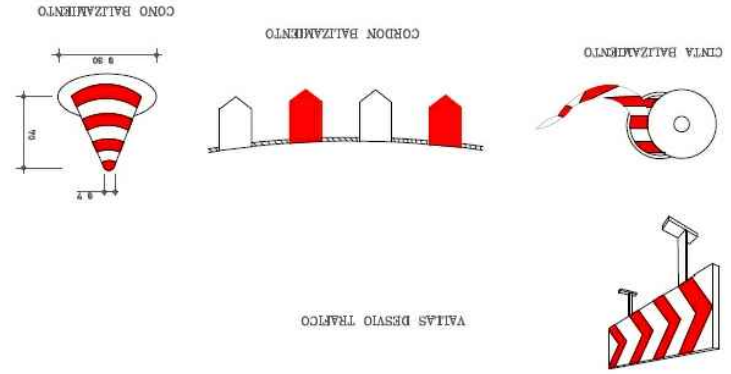 VALLAS DESVIO TRAFICO
CINTA BALIZAMIENTO
CORDON BALIZAMIENTO
70
CONO BALIZAMIENTO